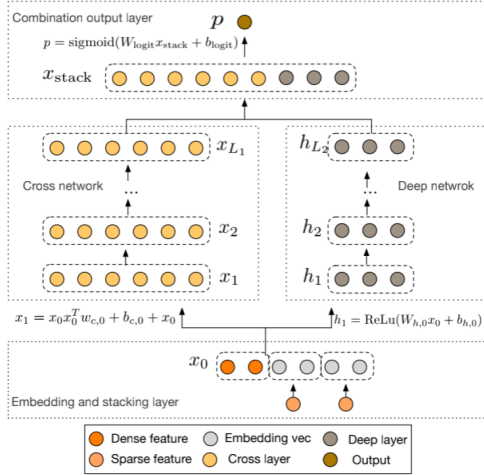 Combination output layer
p
p = sigmoid(W_logit x_stack + b_logit)
x_stack
x_{L_1}
h_{L_2}
Cross network
...
...
Deep netwrok
x_2
h_2
x_1
h_1
x_1 = x_0 x_0^T w_{c,0} + b_{c,0} + x_0
h_1 = ReLu(W_{h,0} x_0 + b_{h,0})
x_0
Embedding and stacking layer
Dense feature
Embedding vec
Deep layer
Sparse feature
Cross layer
Output